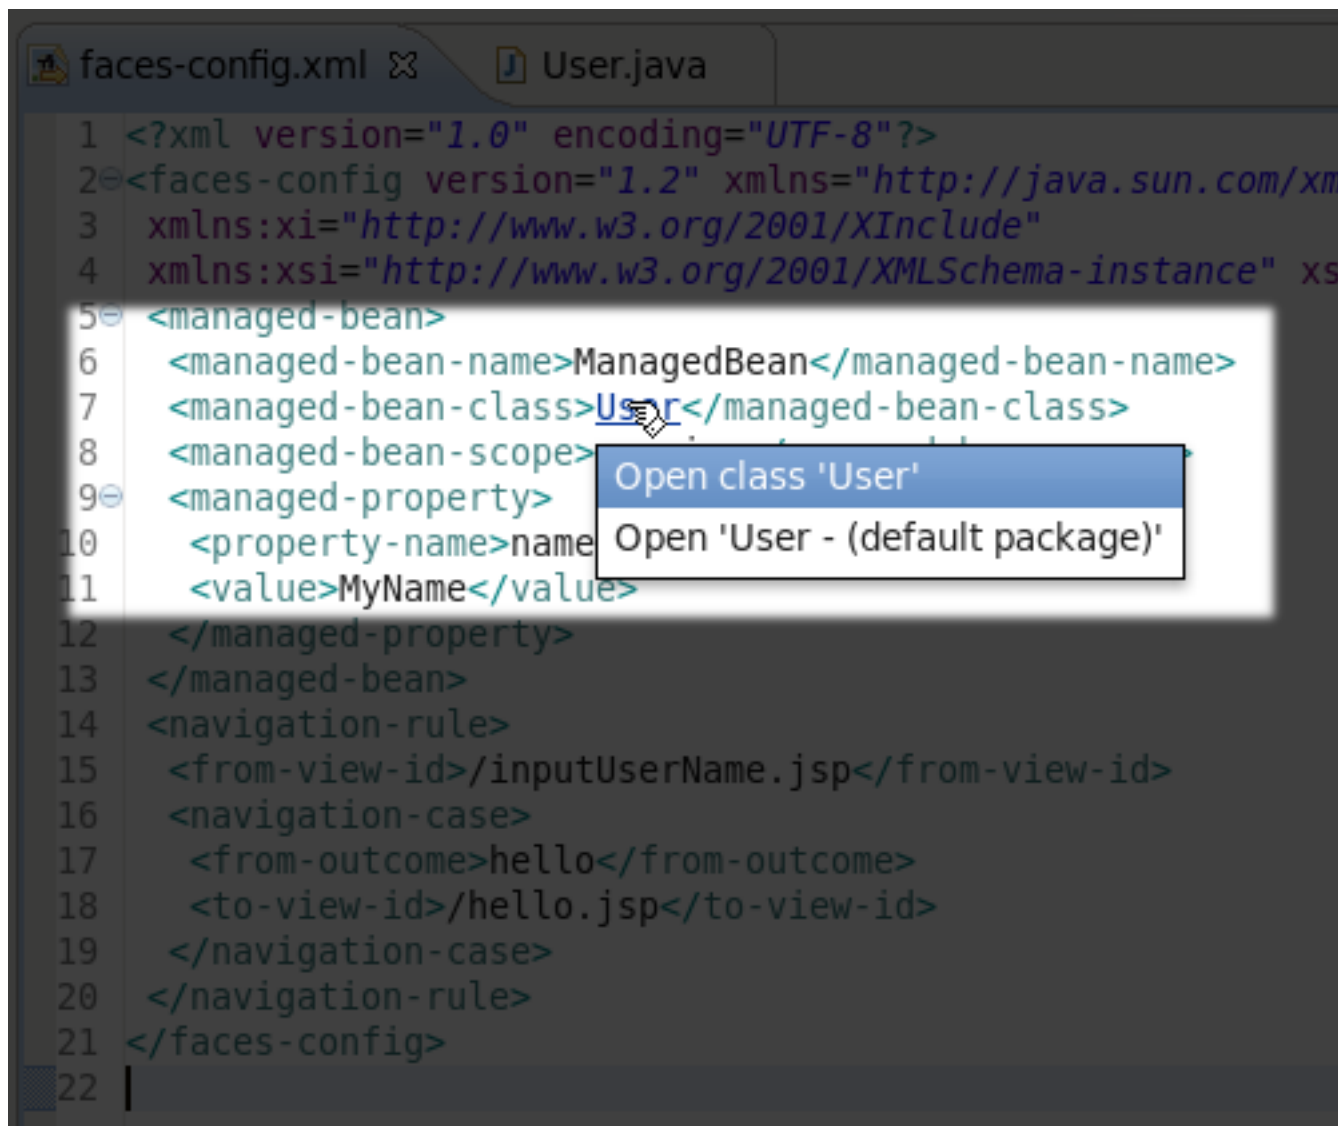 faces-config.xml User.java
1 <?xml version="1.0" encoding="UTF-8"?>
2 <faces-config version="1.2" xmlns="http://java.sun.com/xm
3 xmlns:xi="http://www.w3.org/2001/XInclude"
4 xmlns:xsi="http://www.w3.org/2001/XMLSchema-instance" xs
5 <managed-bean>
6 <managed-bean-name>ManagedBean</managed-bean-name>
7 <managed-bean-class>User</managed-bean-class>
8 <managed-bean-scope>
Open class 'User'
9 <managed-property>
10 <property-name>name
Open 'User - (default package)'
11 <value>MyName</value>
12 </managed-property>
13 </managed-bean>
14 <navigation-rule>
15 <from-view-id>/inputUserName.jsp</from-view-id>
16 <navigation-case>
17 <from-outcome>hello</from-outcome>
18 <to-view-id>/hello.jsp</to-view-id>
19 </navigation-case>
20 </navigation-rule>
21 </faces-config>
22